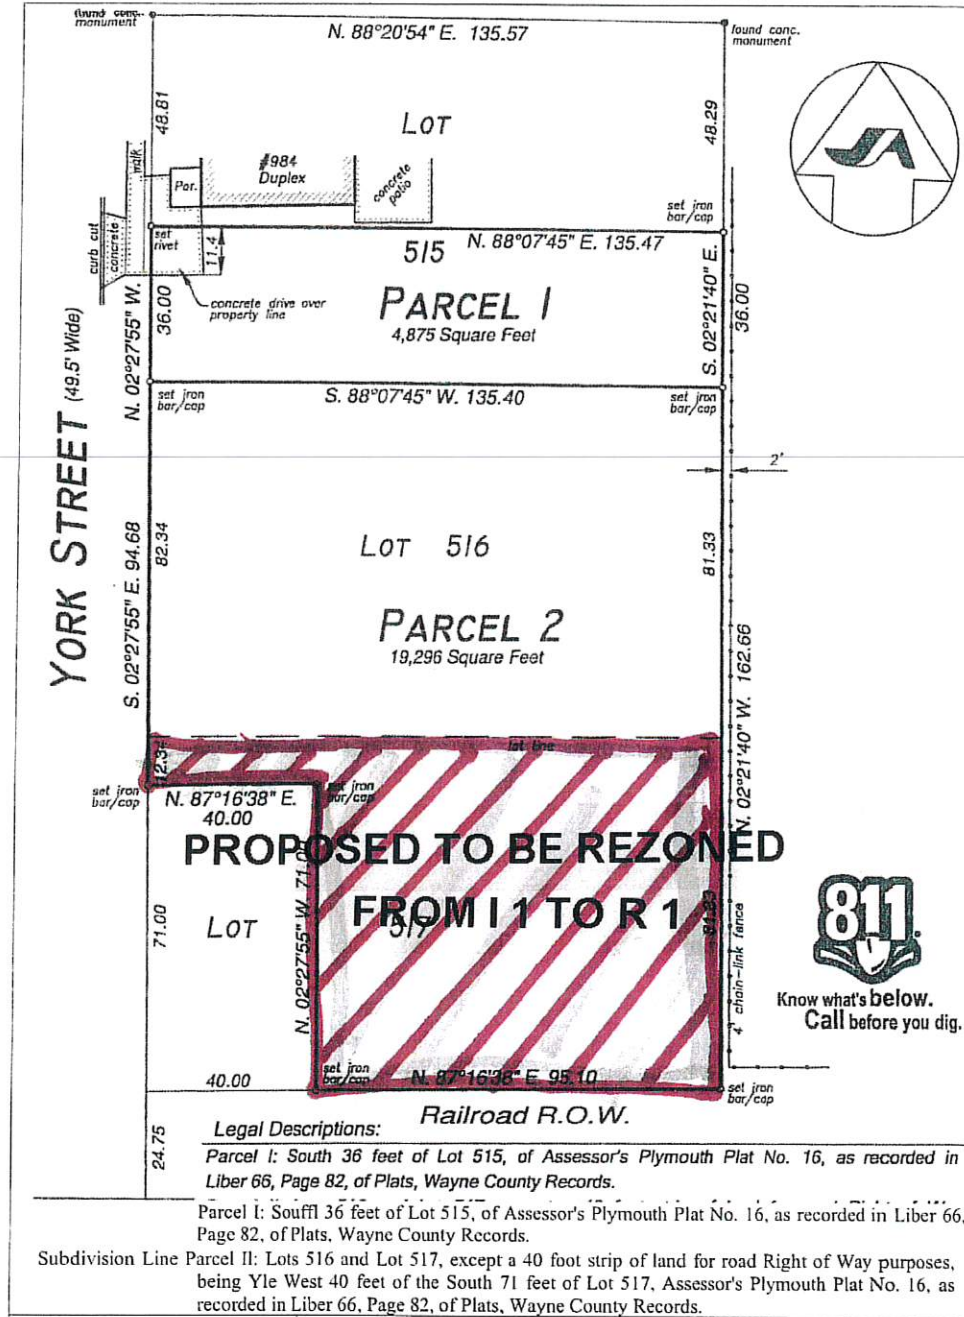 found conc.
monument
N. 88°20'54" E. 135.57
found conc.
monument
48.81
LOT
48.29
walk
#984
Duplex
Por.
concrete
patio
set iron
bar/cap
curb cut
concrete
set
rivet
11.4
515
N. 88°07'45" E. 135.47
concrete drive over
property line
PARCEL 1
4,875 Square Feet
N. 02°27'55" W.
36.00
S. 02°21'40" E.
36.00
YORK STREET (49.5' Wide)
set iron
bar/cap
S. 88°07'45" W. 135.40
set iron
bar/cap
2'
S. 02°27'55" E. 94.68
82.34
LOT 516
81.33
PARCEL 2
19,296 Square Feet
N. 02°21'40" W. 162.66
lot line
12.34
set iron
bar/cap
N. 87°16'38" E.
40.00
set iron
bar/cap
PROPOSED TO BE REZONED
FROM I 1 TO R 1
71.00
LOT
517
N. 02°27'55" W. 71.00
81.33
4' chain-link fence
811
Know what's below.
Call before you dig.
40.00
set iron
bar/cap
N. 87°16'38" E. 95.10
set iron
bar/cap
Railroad R.O.W.
24.75
Legal Descriptions:
Parcel I: South 36 feet of Lot 515, of Assessor's Plymouth Plat No. 16, as recorded in
Liber 66, Page 82, of Plats, Wayne County Records.
Parcel I: Souffl 36 feet of Lot 515, of Assessor's Plymouth Plat No. 16, as recorded in Liber 66,
Page 82, of Plats, Wayne County Records.
Subdivision Line Parcel II: Lots 516 and Lot 517, except a 40 foot strip of land for road Right of Way purposes,
being Yle West 40 feet of the South 71 feet of Lot 517, Assessor's Plymouth Plat No. 16, as
recorded in Liber 66, Page 82, of Plats, Wayne County Records.